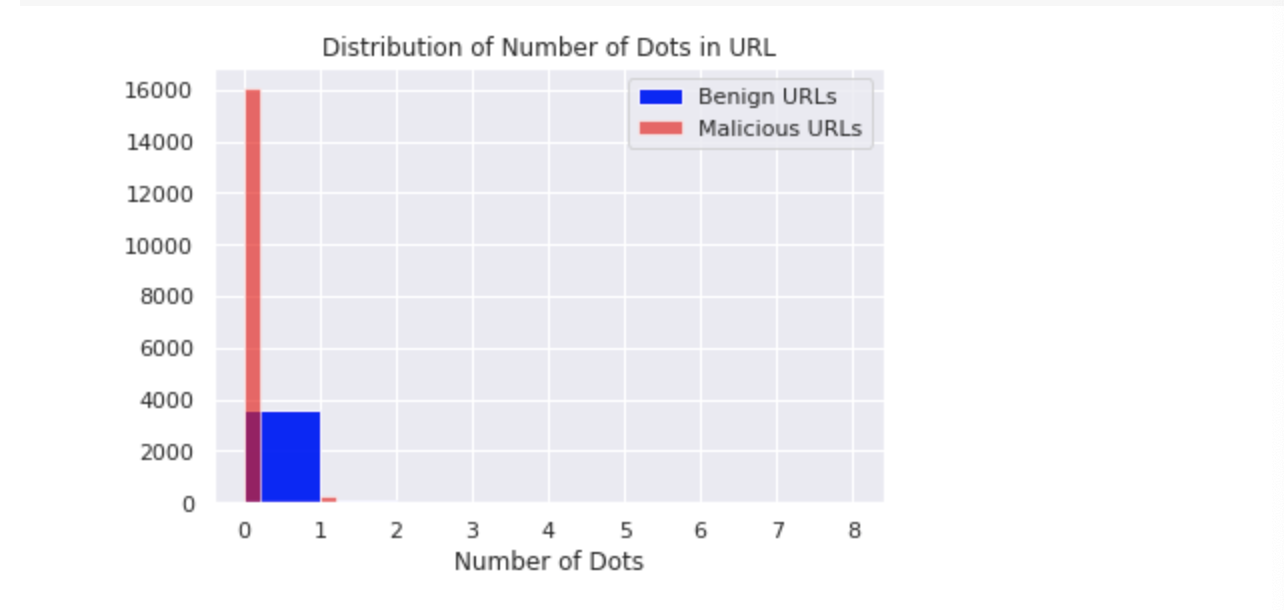 Distribution of Number of Dots in URL
Benign URLs
Malicious URLs
16000
14000
12000
10000
8000
6000
4000
2000
0
0 1 2 3 4 5 6 7 8
Number of Dots